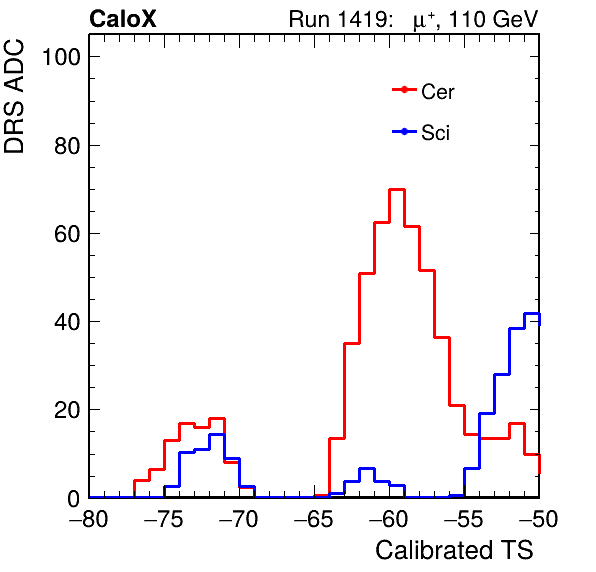 CaloX Run 1419: μ⁺, 110 GeV
DRS ADC
100
80
60
40
20
0
Cer
Sci
−80 −75 −70 −65 −60 −55 −50
Calibrated TS